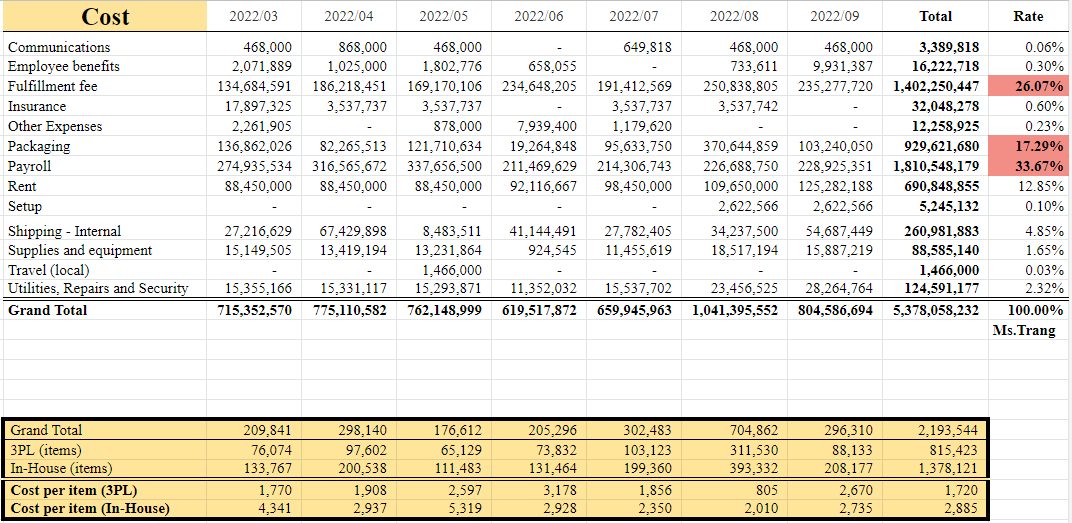 Cost 2022/03 2022/04 2022/05 2022/06 2022/07 2022/08 2022/09 Total Rate
Communications 468,000 868,000 468,000 - 649,818 468,000 468,000 3,389,818 0.06%
Employee benefits 2,071,889 1,025,000 1,802,776 658,055 - 733,611 9,931,387 16,222,718 0.30%
Fulfillment fee 134,684,591 186,218,451 169,170,106 234,648,205 191,412,569 250,838,805 235,277,720 1,402,250,447 26.07%
Insurance 17,897,325 3,537,737 3,537,737 - 3,537,737 3,537,742 - 32,048,278 0.60%
Other Expenses 2,261,905 - 878,000 7,939,400 1,179,620 - - 12,258,925 0.23%
Packaging 136,862,026 82,265,513 121,710,634 19,264,848 95,633,750 370,644,859 103,240,050 929,621,680 17.29%
Payroll 274,935,534 316,565,672 337,656,500 211,469,629 214,306,743 226,688,750 228,925,351 1,810,548,179 33.67%
Rent 88,450,000 88,450,000 88,450,000 92,116,667 98,450,000 109,650,000 125,282,188 690,848,855 12.85%
Setup - - - - - 2,622,566 2,622,566 5,245,132 0.10%
Shipping - Internal 27,216,629 67,429,898 8,483,511 41,144,491 27,782,405 34,237,500 54,687,449 260,981,883 4.85%
Supplies and equipment 15,149,505 13,419,194 13,231,864 924,545 11,455,619 18,517,194 15,887,219 88,585,140 1.65%
Travel (local) - - 1,466,000 - - - - 1,466,000 0.03%
Utilities, Repairs and Security 15,355,166 15,331,117 15,293,871 11,352,032 15,537,702 23,456,525 28,264,764 124,591,177 2.32%
Grand Total 715,352,570 775,110,582 762,148,999 619,517,872 659,945,963 1,041,395,552 804,586,694 5,378,058,232 100.00%
Ms.Trang
Grand Total 209,841 298,140 176,612 205,296 302,483 704,862 296,310 2,193,544
3PL (items) 76,074 97,602 65,129 73,832 103,123 311,530 88,133 815,423
In-House (items) 133,767 200,538 111,483 131,464 199,360 393,332 208,177 1,378,121
Cost per item (3PL) 1,770 1,908 2,597 3,178 1,856 805 2,670 1,720
Cost per item (In-House) 4,341 2,937 5,319 2,928 2,350 2,010 2,735 2,885